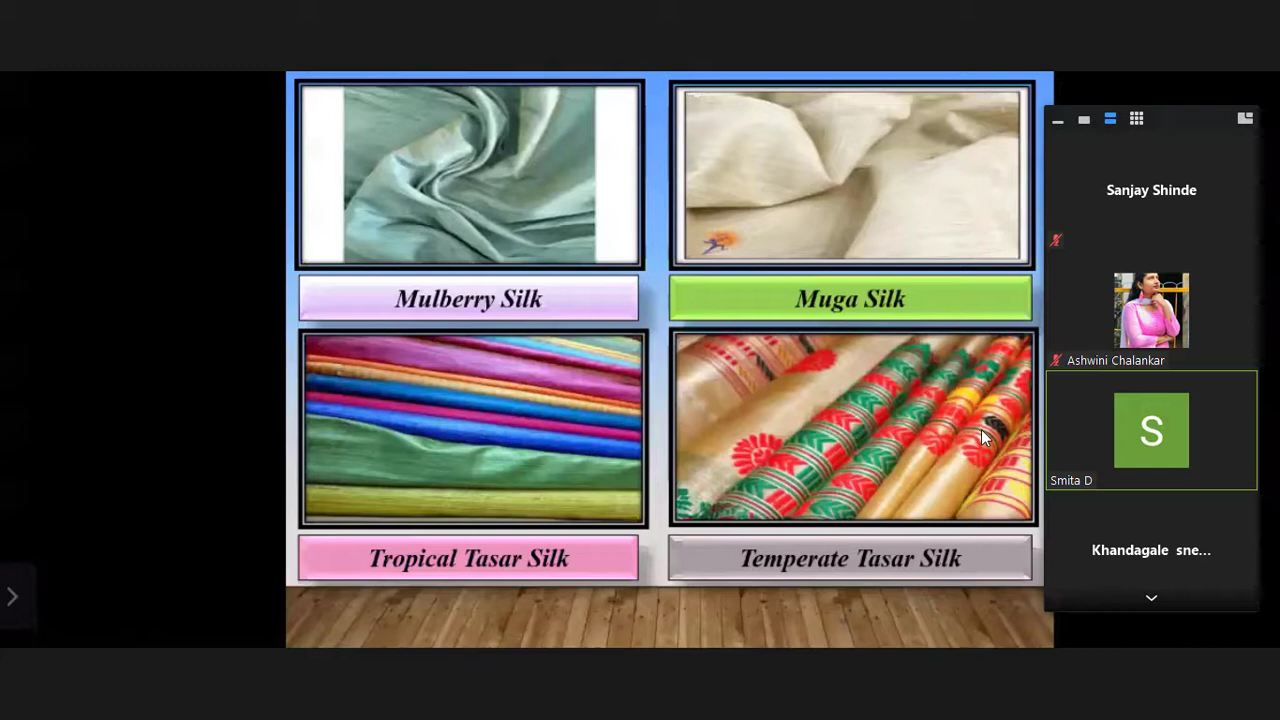 Mulberry Silk
Muga Silk
Tropical Tasar Silk
Temperate Tasar Silk
Sanjay Shinde
Ashwini Chalankar
S
Smita D
Khandagale sne...